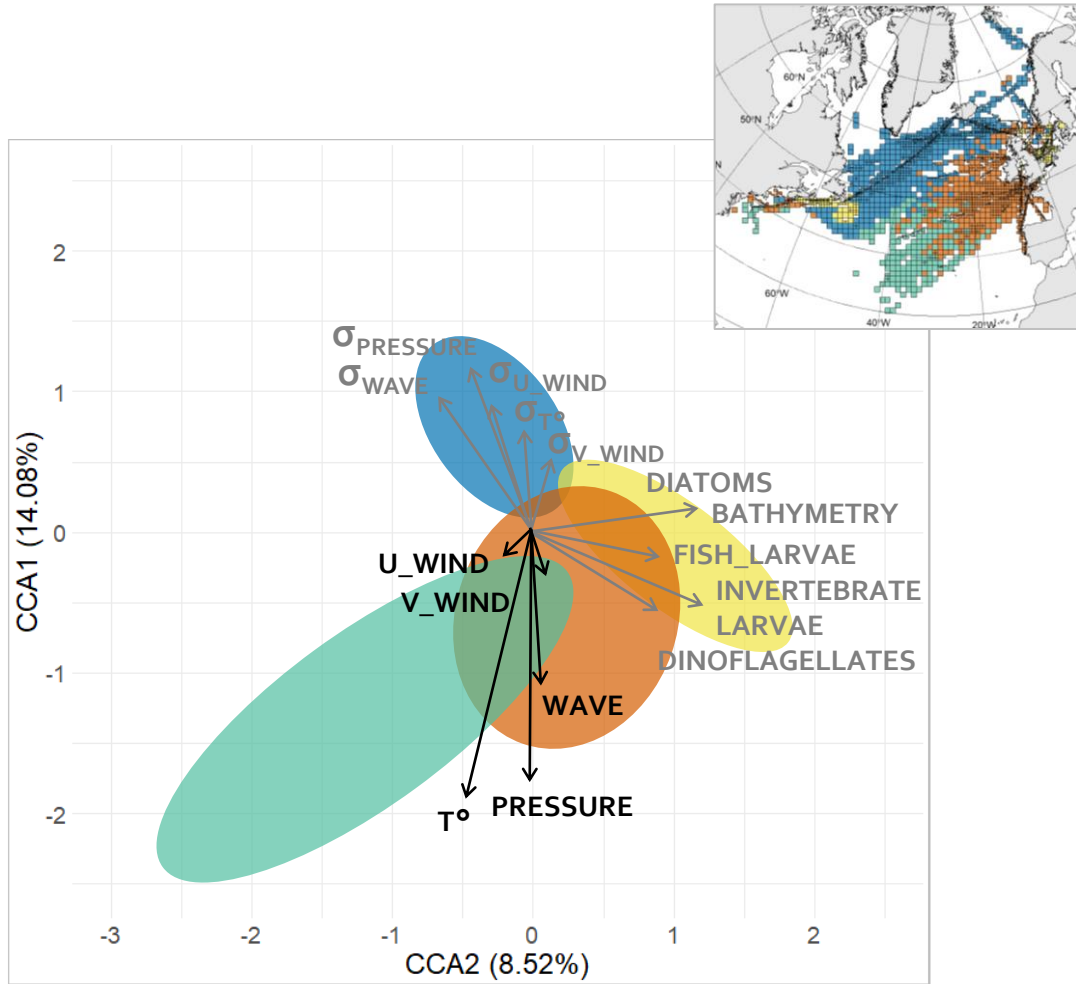 60°N
50°N
N
60°W
40°W
20°W
2
1
0
-1
-2
CCA1 (14.08%)
σPRESSURE
σWAVE
σU_WIND
σT°
σV_WIND
DIATOMS
BATHYMETRY
FISH_LARVAE
INVERTEBRATE
LARVAE
DINOFLAGELLATES
U_WIND
V_WIND
WAVE
PRESSURE
T°
-3
-2
-1
0
1
2
CCA2 (8.52%)